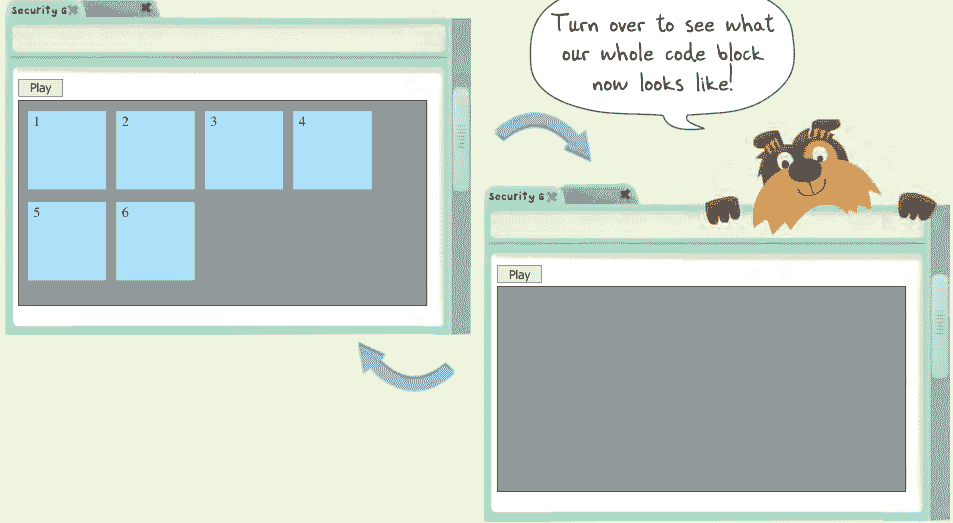 Security G
Play
1
2
3
4
5
6
Turn over to see what
our whole code block
now looks like!
Security G
Play